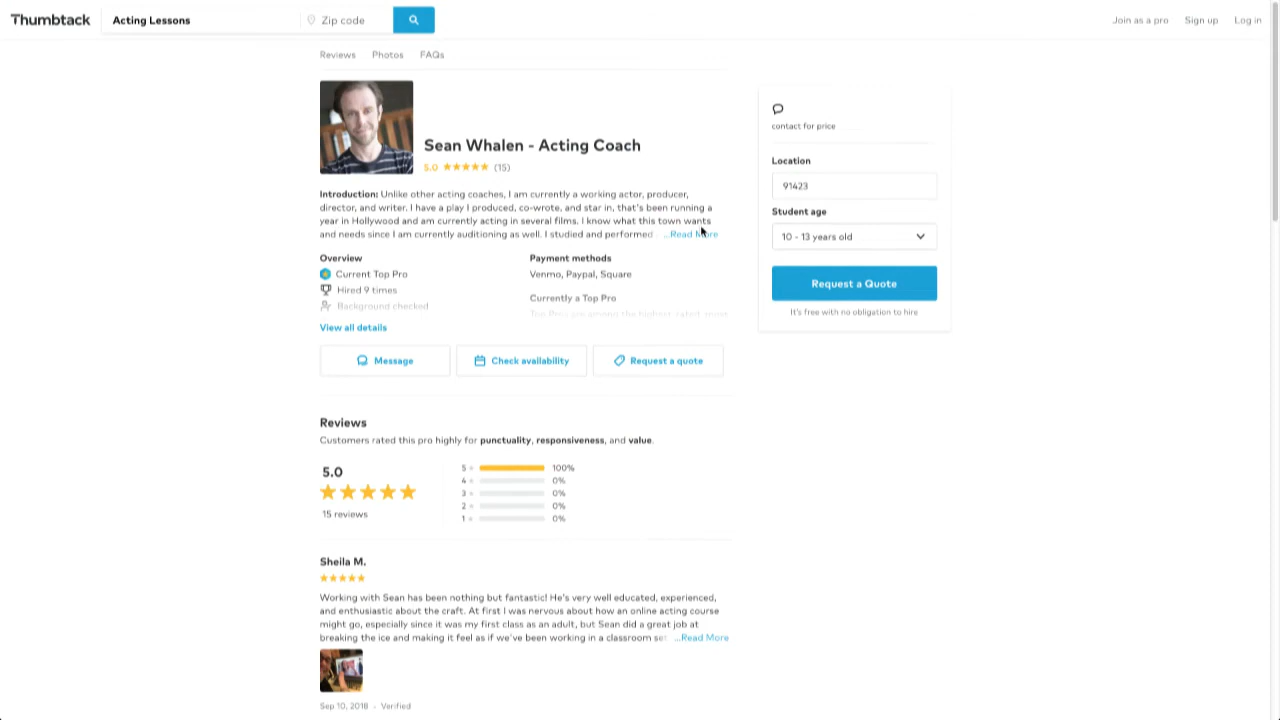 Thumbtack
Acting Lessons
Zip code
Join as a pro
Sign up
Log in
Reviews
Photos
FAQs
Sean Whalen - Acting Coach
5.0 ★★★★★ (15)
Introduction: Unlike other acting coaches, I am currently a working actor, producer,
director, and writer. I have a play I produced, co-wrote, and star in, that's been running a
year in Hollywood and am currently acting in several films. I know what this town wants
and needs since I am currently auditioning as well. I studied and performed ...Read More
Overview
Current Top Pro
Hired 9 times
Background checked
Payment methods
Venmo, Paypal, Square
Currently a Top Pro
Top Pros are among the highest-rated, most
View all details
Message
Check availability
Request a quote
contact for price
Location
91423
Student age
10 - 13 years old
Request a Quote
It's free with no obligation to hire
Reviews
Customers rated this pro highly for punctuality, responsiveness, and value.
5.0
★★★★★
15 reviews
5 ★ 100%
4 ★ 0%
3 ★ 0%
2 ★ 0%
1 ★ 0%
Sheila M.
★★★★★
Working with Sean has been nothing but fantastic! He's very well educated, experienced,
and enthusiastic about the craft. At first I was nervous about how an online acting course
might go, especially since it was my first class as an adult, but Sean did a great job at
breaking the ice and making it feel as if we've been working in a classroom set ...Read More
Sep 10, 2018 - Verified